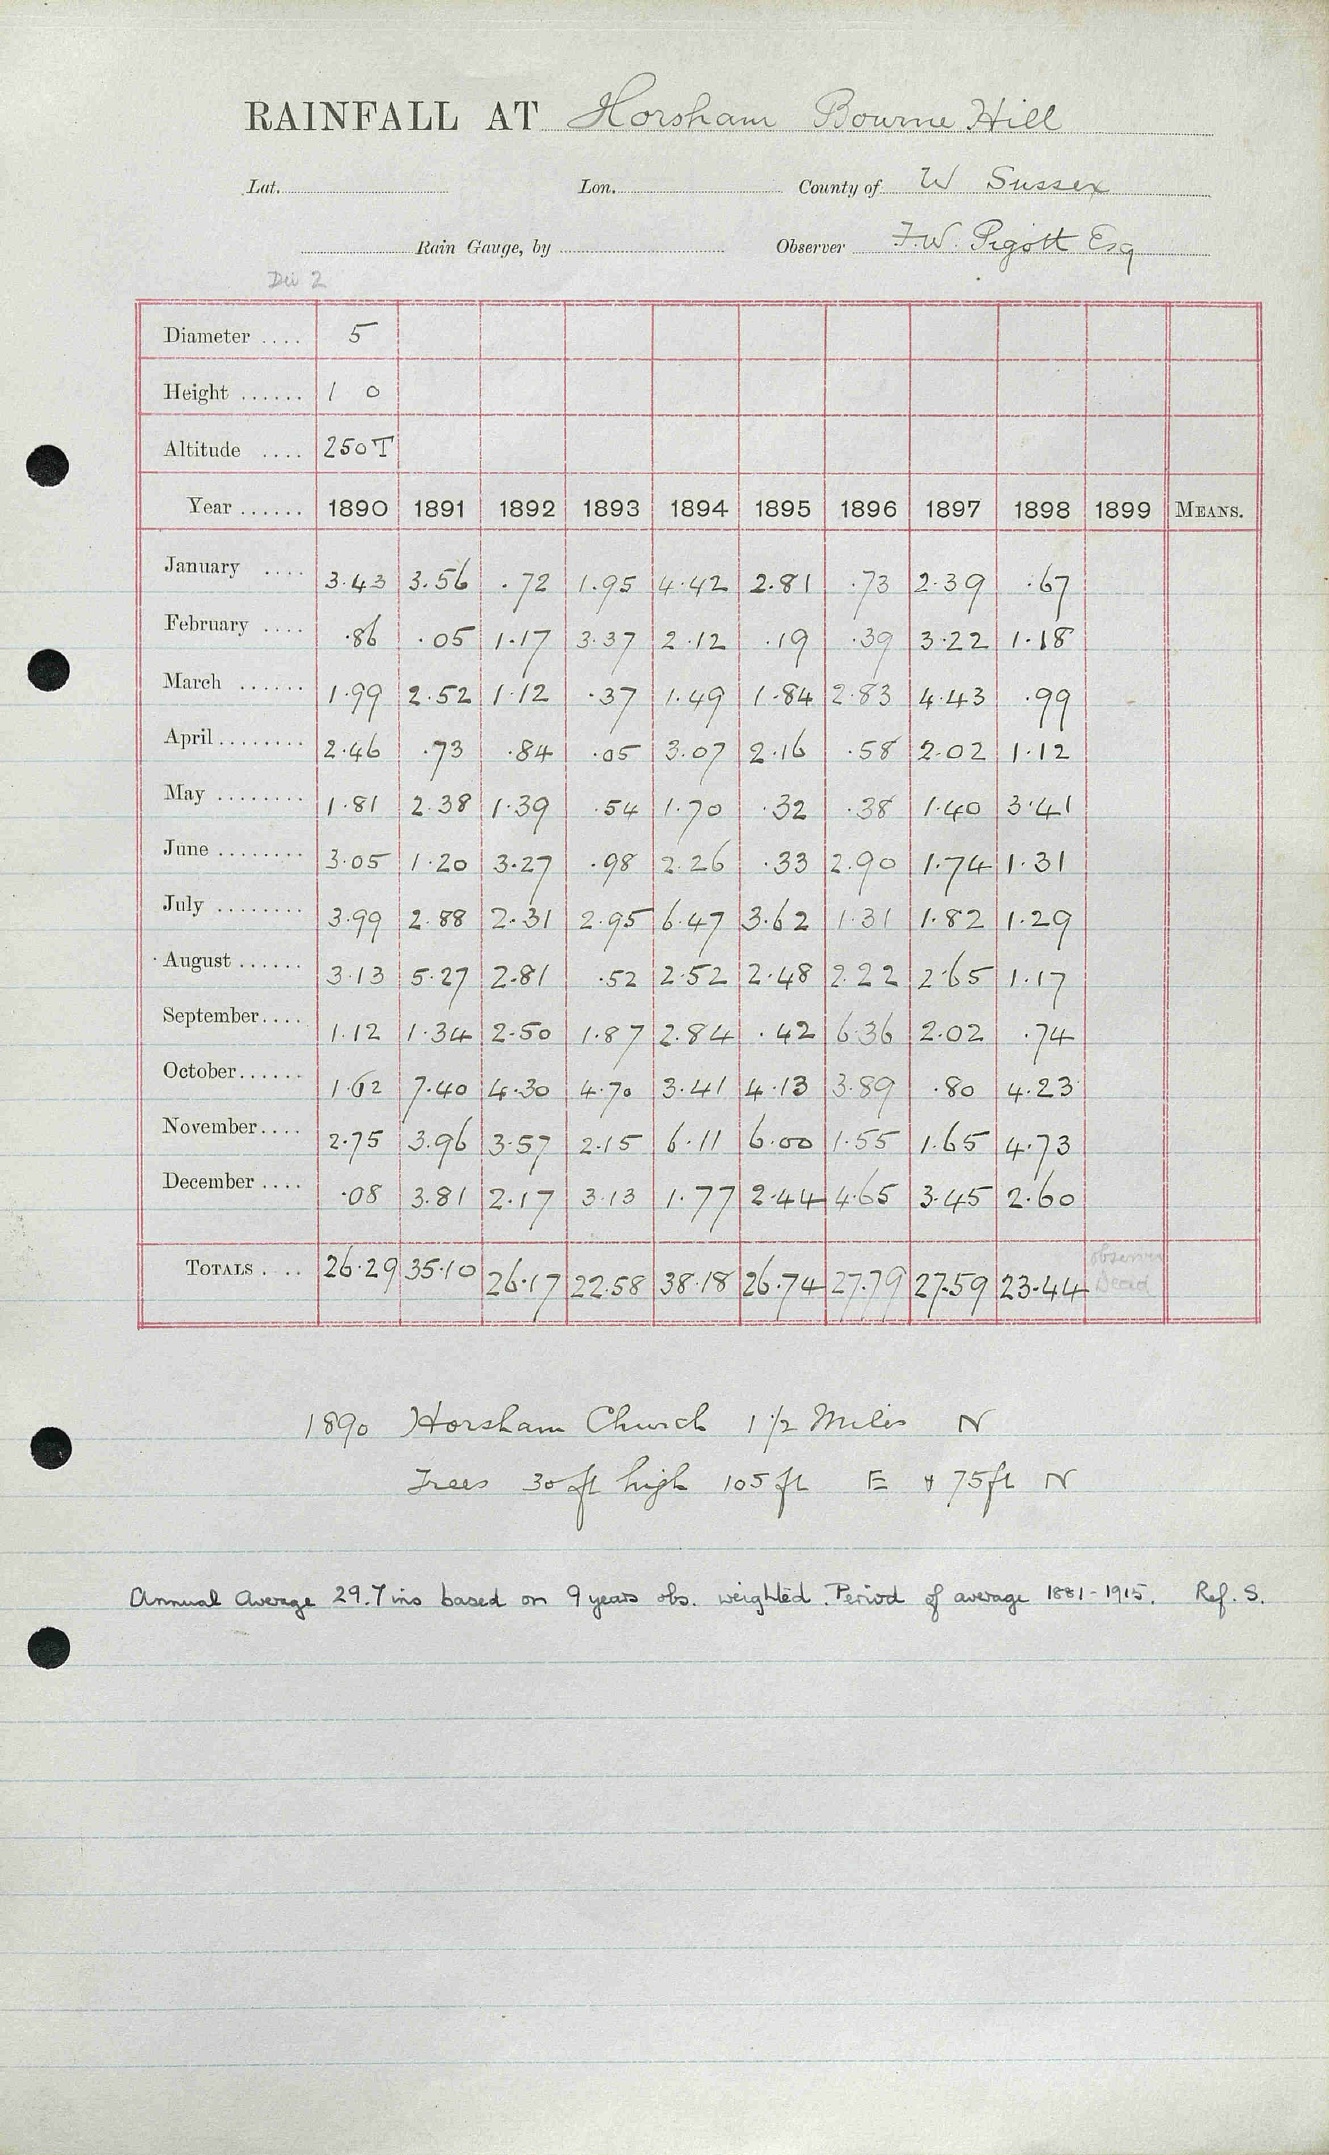 RAINFALL AT Horsham Bourne Hill
Lat. Lon. County of W Sussex
Rain Gauge, by Observer F.W. Pigott Esq
Diameter .... 5
Height ...... 1 0
Altitude .... 250T
Year ...... 1890 1891 1892 1893 1894 1895 1896 1897 1898 1899 MEANS.
January .... 3.43 3.56 .72 1.95 4.42 2.81 .73 2.39 .67
February .... .86 .05 1.17 3.37 2.12 .19 .39 3.22 1.18
March ...... 1.99 2.52 1.12 .37 1.49 1.84 2.83 4.43 .99
April ........ 2.46 .73 .84 .05 3.07 2.16 .58 2.02 1.12
May ........ 1.81 2.38 1.39 .54 1.70 .32 .38 1.40 3.41
June ........ 3.05 1.20 3.27 .98 2.26 .33 2.90 1.74 1.31
July ........ 3.99 2.88 2.31 2.95 6.47 3.62 1.31 1.82 1.29
August ...... 3.13 5.27 2.81 .52 2.52 2.48 2.22 2.65 1.17
September.... 1.12 1.34 2.50 1.87 2.84 .42 6.36 2.02 .74
October...... 1.62 7.40 4.30 4.70 3.41 4.13 3.89 .80 4.23
November.... 2.75 3.96 3.57 2.15 6.11 6.00 1.55 1.65 4.73
December .... .08 3.81 2.17 3.13 1.77 2.44 4.65 3.45 2.60
TOTALS .... 26.29 35.10 26.17 22.58 38.18 26.74 27.79 27.59 23.44 observer Dead
1890 Horsham Church 1 1/2 Miles N
Trees 30 ft high 105 ft E & 75 ft N
Annual Average 29.7 ins based on 9 years obs. weighted. Period of average 1881-1915. Ref. S.